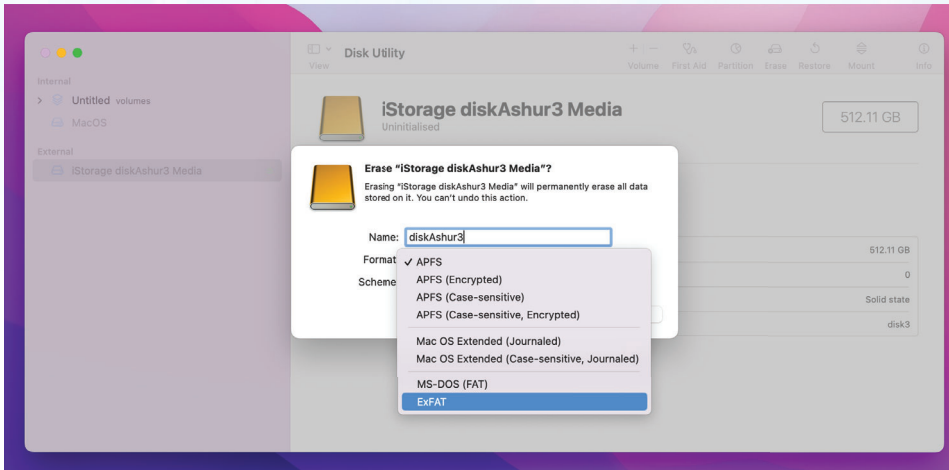 Disk Utility
View
Volume First Aid Partition Erase Restore Mount Info
Internal
Untitled volumes
MacOS
External
iStorage diskAshur3 Media
iStorage diskAshur3 Media
Uninitialised
512.11 GB
Erase “iStorage diskAshur3 Media”?
Erasing “iStorage diskAshur3 Media” will permanently erase all data
stored on it. You can’t undo this action.
Name: diskAshur3
Format
Scheme
✓ APFS
APFS (Encrypted)
APFS (Case-sensitive)
APFS (Case-sensitive, Encrypted)
Mac OS Extended (Journaled)
Mac OS Extended (Case-sensitive, Journaled)
MS-DOS (FAT)
ExFAT
512.11 GB
0
Solid state
disk3